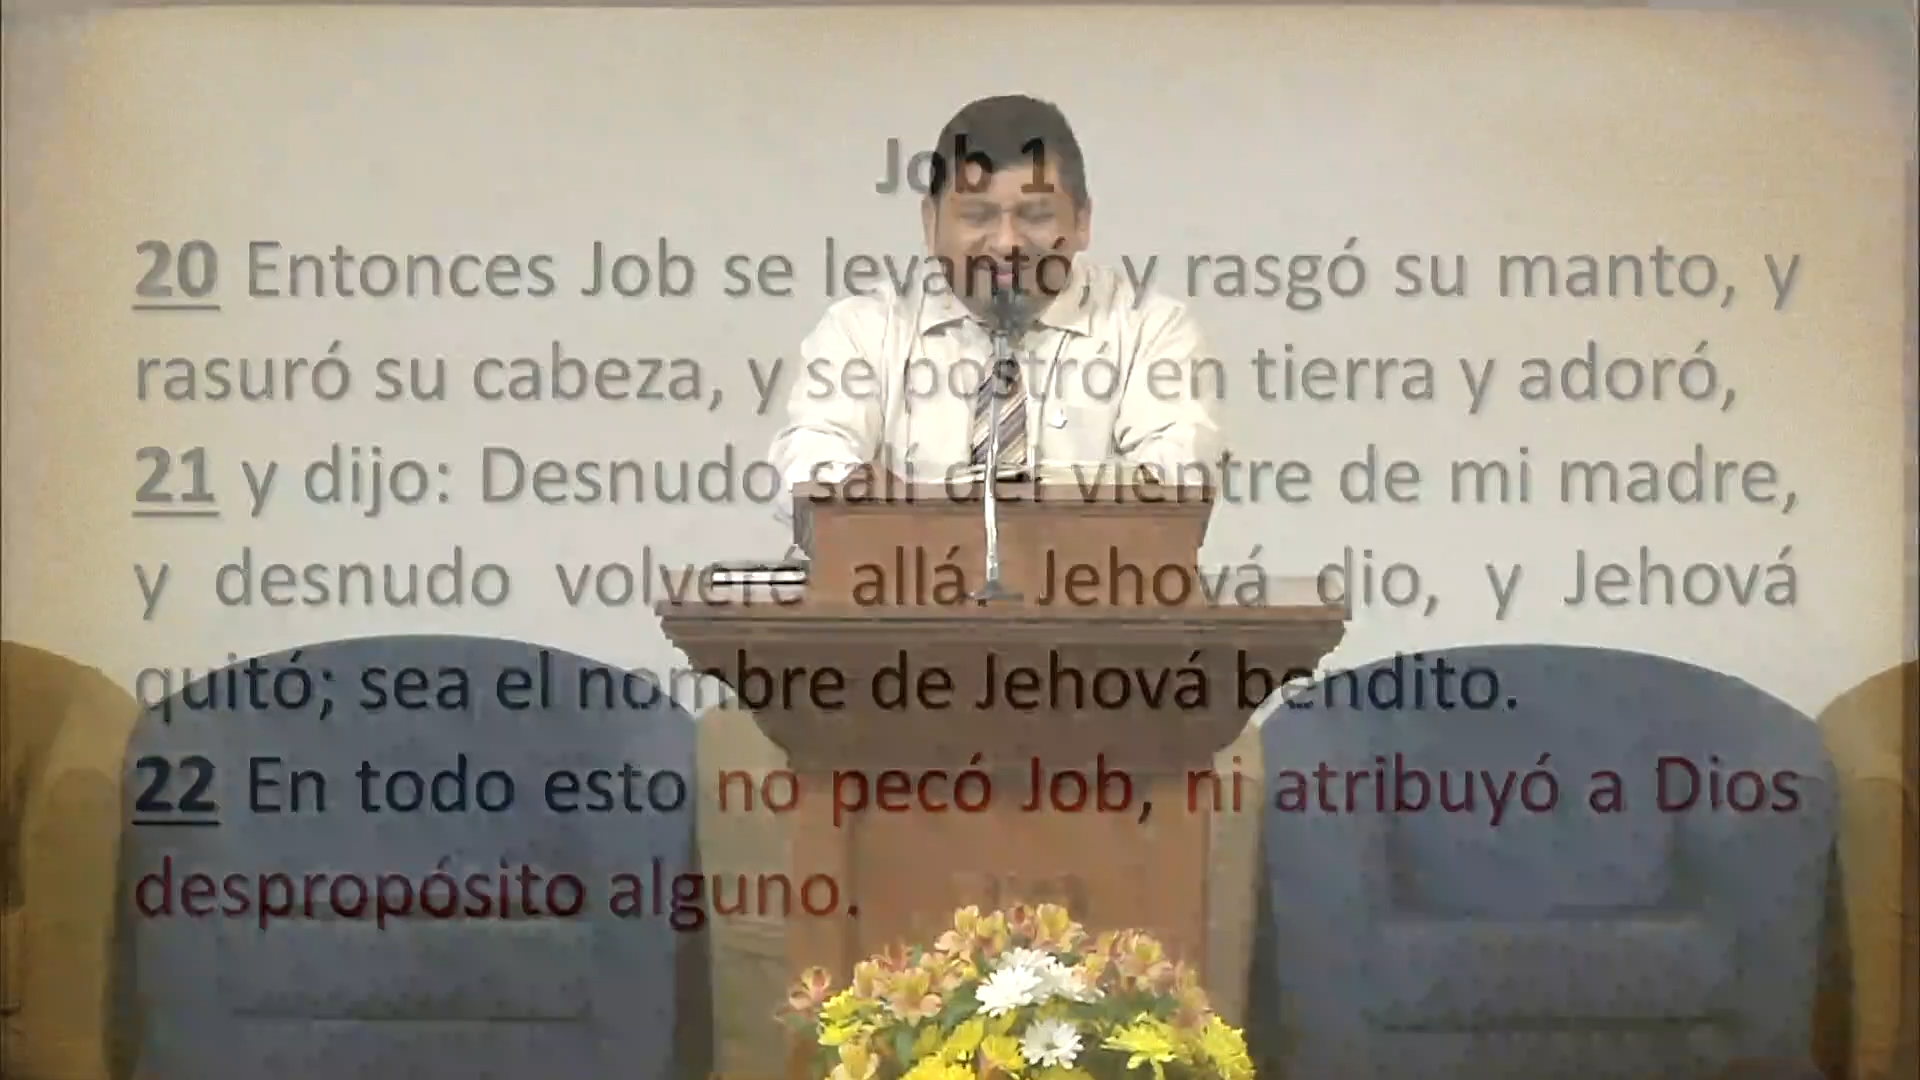 Job 1
20 Entonces Job se levantó, y rasgó su manto, y
rasuró su cabeza, y se postró en tierra y adoró,
21 y dijo: Desnudo salí del vientre de mi madre,
y desnudo volveré allá. Jehová dio, y Jehová
quitó; sea el nombre de Jehová bendito.
22 En todo esto no pecó Job, ni atribuyó a Dios
despropósito alguno.